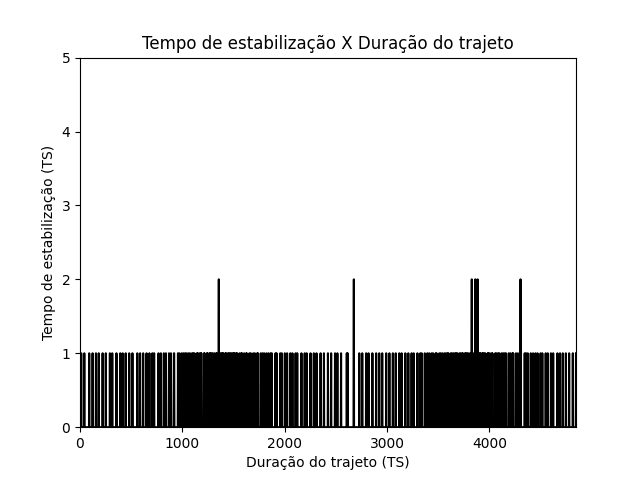 Tempo de estabilização X Duração do trajeto
5
4
3
2
1
0
Tempo de estabilização (TS)
0 1000 2000 3000 4000
Duração do trajeto (TS)